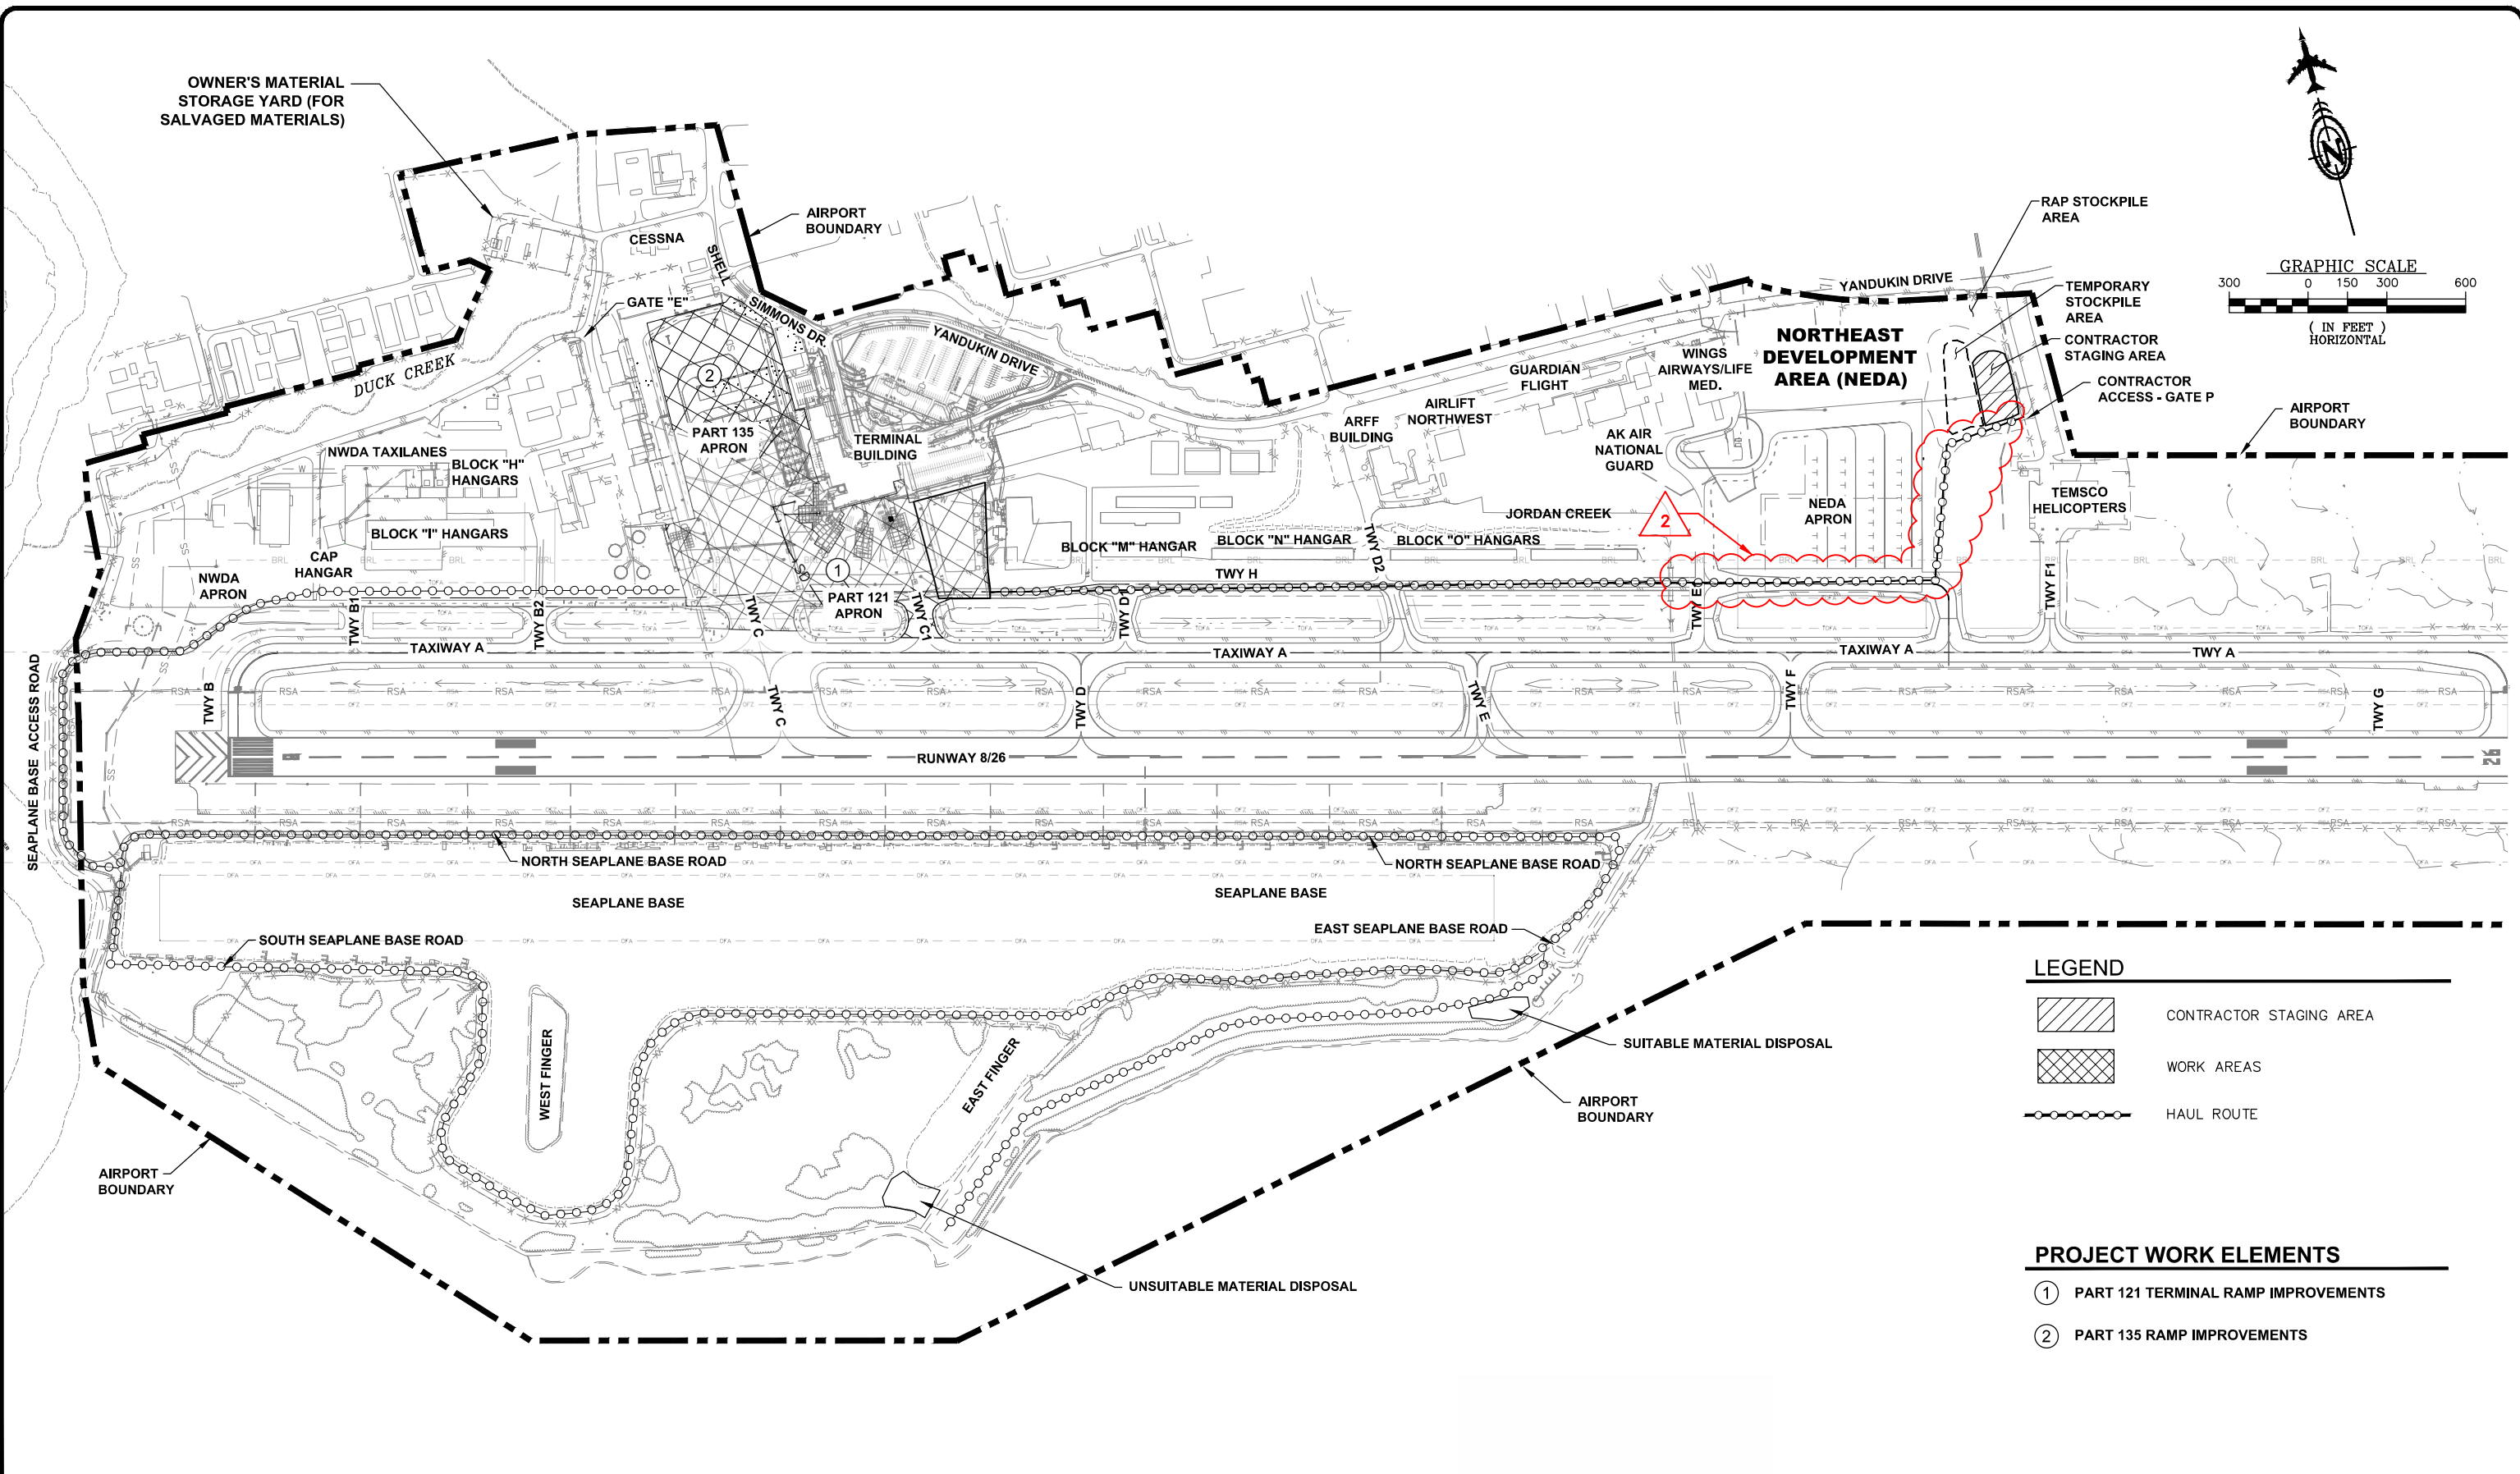 OWNER'S MATERIAL
STORAGE YARD (FOR
SALVAGED MATERIALS)
AIRPORT
BOUNDARY
CESSNA
SHELL
GATE "E"
SIMMONS DR.
YANDUKIN DRIVE
DUCK CREEK
2
PART 135
APRON
TERMINAL
BUILDING
NWDA TAXILANES
BLOCK "H"
HANGARS
BLOCK "I" HANGARS
CAP
HANGAR
NWDA
APRON
1
PART 121
APRON
RAP STOCKPILE
AREA
YANDUKIN DRIVE
TEMPORARY
STOCKPILE
AREA
CONTRACTOR
STAGING AREA
CONTRACTOR
ACCESS - GATE P
AIRPORT
BOUNDARY
N
GRAPHIC SCALE
300 0 150 300 600
( IN FEET )
HORIZONTAL
NORTHEAST
DEVELOPMENT
AREA (NEDA)
WINGS
AIRWAYS/LIFE
MED.
GUARDIAN
FLIGHT
AIRLIFT
NORTHWEST
ARFF
BUILDING
AK AIR
NATIONAL
GUARD
NEDA
APRON
TEMSCO
HELICOPTERS
JORDAN CREEK
2
BLOCK "M" HANGAR
BLOCK "N" HANGAR
BLOCK "O" HANGARS
TWY H
TWY D2
TWY B1
TWY B2
TWY C
TWY C1
TWY D1
TWY E1
TWY F1
TAXIWAY A
TAXIWAY A
TAXIWAY A
TWY A
TWY B
TWY C
TWY D
TWY E
TWY F
TWY G
RUNWAY 8/26
26
SEAPLANE BASE ACCESS ROAD
NORTH SEAPLANE BASE ROAD
NORTH SEAPLANE BASE ROAD
SEAPLANE BASE
SEAPLANE BASE
SOUTH SEAPLANE BASE ROAD
EAST SEAPLANE BASE ROAD
WEST FINGER
EAST FINGER
SUITABLE MATERIAL DISPOSAL
UNSUITABLE MATERIAL DISPOSAL
AIRPORT
BOUNDARY
AIRPORT
BOUNDARY
LEGEND
CONTRACTOR STAGING AREA
WORK AREAS
HAUL ROUTE
PROJECT WORK ELEMENTS
1 PART 121 TERMINAL RAMP IMPROVEMENTS
2 PART 135 RAMP IMPROVEMENTS